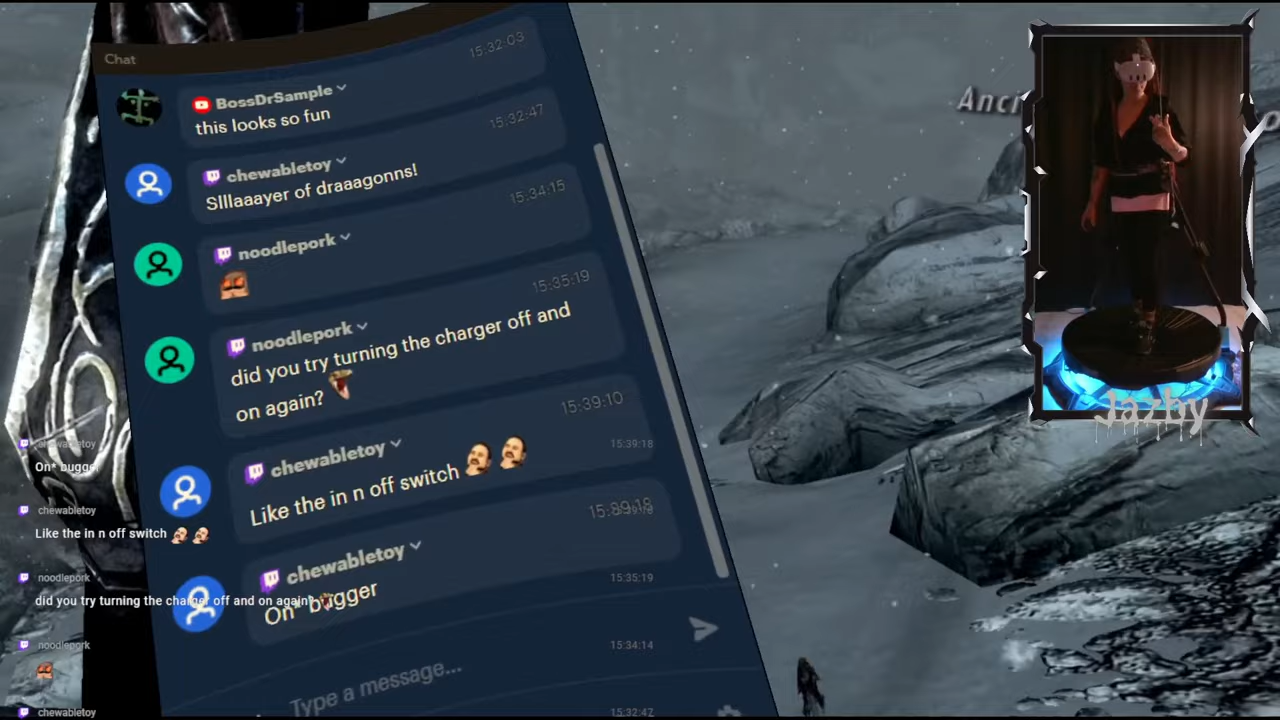 Chat
15:32:03
BossDrSample
this looks so fun
15:32:47
chewabletoy
Slllaaayer of draaagonns!
15:34:15
noodlepork
15:35:19
noodlepork
did you try turning the charger off and
on again?
15:39:10
chewabletoy
Like the in n off switch
15:39:18
chewabletoy
On* bugger
Type a message...
chewabletoy
15:39:18
On* bugger
chewabletoy
Like the in n off switch
noodlepork
15:35:19
did you try turning the charger off and on again?
noodlepork
15:34:14
chewabletoy
15:32:47
Jazby